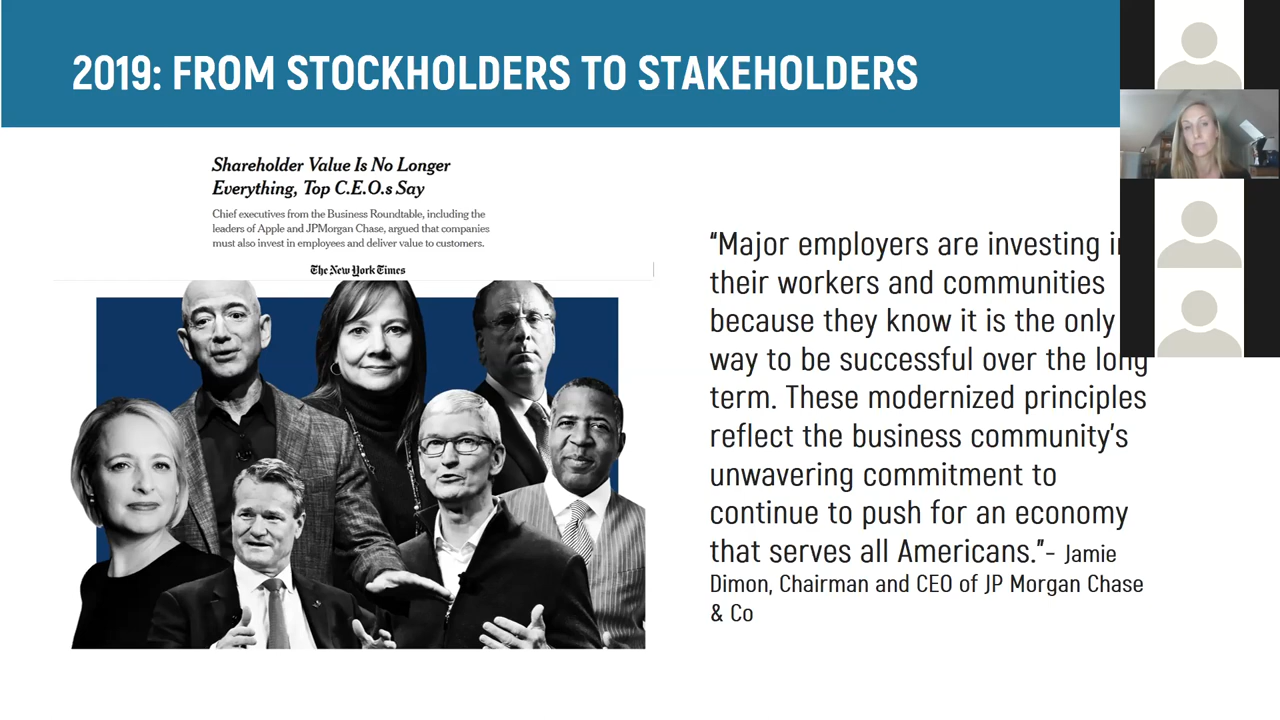 2019: FROM STOCKHOLDERS TO STAKEHOLDERS
Shareholder Value Is No Longer
Everything, Top C.E.O.s Say
Chief executives from the Business Roundtable, including the
leaders of Apple and JPMorgan Chase, argued that companies
must also invest in employees and deliver value to customers.
The New York Times
“Major employers are investing in
their workers and communities
because they know it is the only
way to be successful over the long
term. These modernized principles
reflect the business community’s
unwavering commitment to
continue to push for an economy
that serves all Americans.”- Jamie
Dimon, Chairman and CEO of JP Morgan Chase
& Co